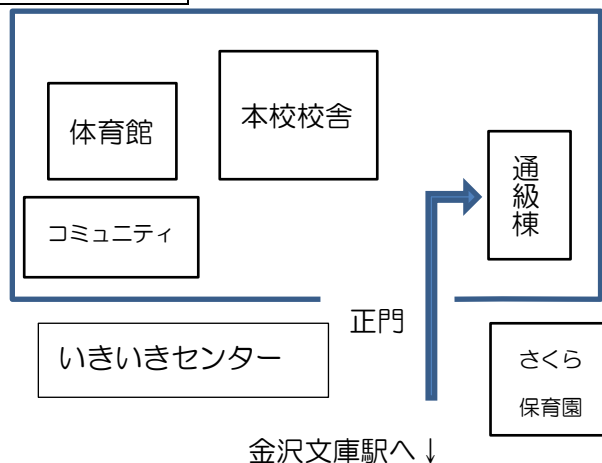 体育館
本校校舎
通級棟
コミュニティ
正門
いきいきセンター
さくら
保育園
金沢文庫駅へ↓